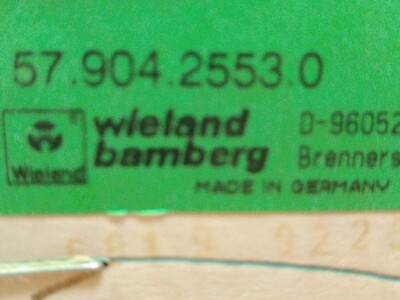 57.904.2553.0
wieland D-96052
bamberg Brenners
Wieland
MADE IN GERMANY